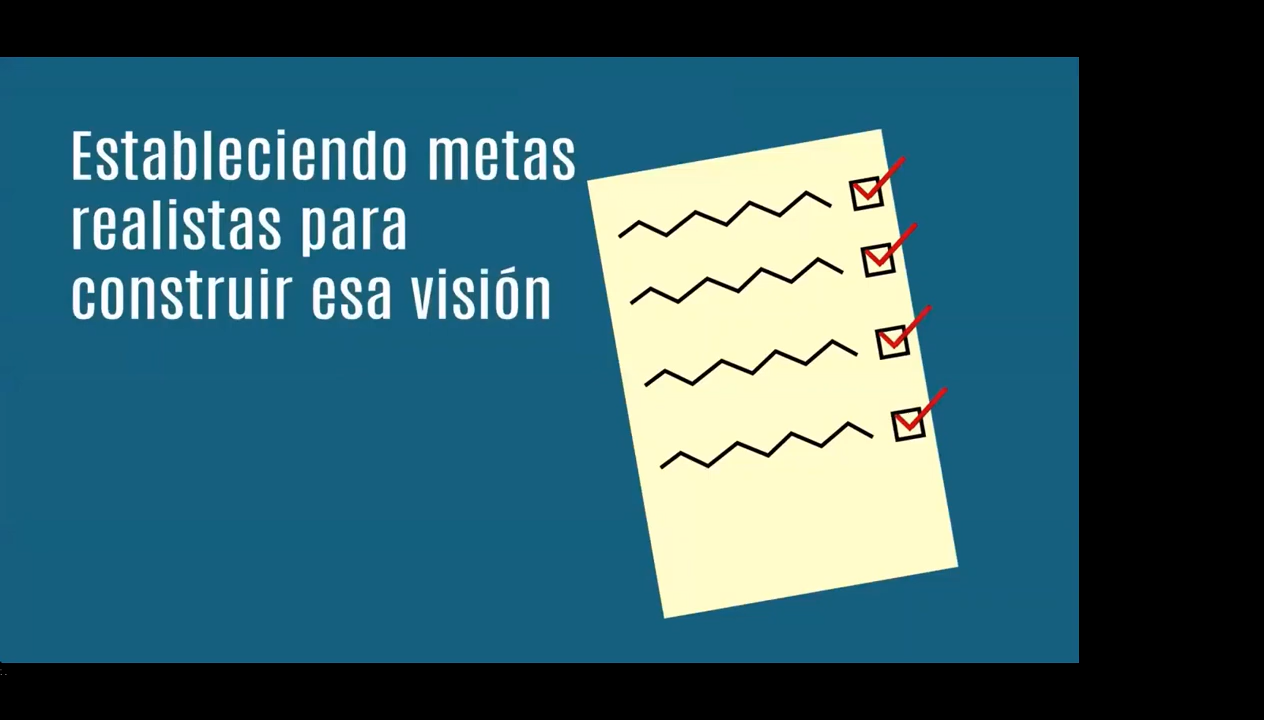 Estableciendo metas
realistas para
construir esa visión